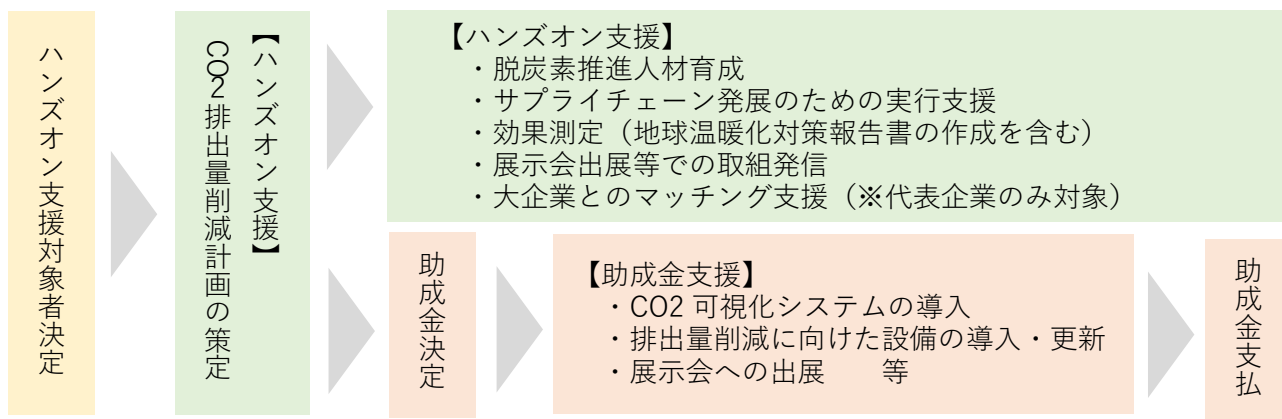 ハンズオン支援対象者決定
【ハンズオン支援】
CO2排出量削減計画の策定
【ハンズオン支援】
・脱炭素推進人材育成
・サプライチェーン発展のための実行支援
・効果測定（地球温暖化対策報告書の作成を含む）
・展示会出展等での取組発信
・大企業とのマッチング支援（※代表企業のみ対象）
助成金決定
【助成金支援】
・CO2 可視化システムの導入
・排出量削減に向けた設備の導入・更新
・展示会への出展　　等
助成金支払